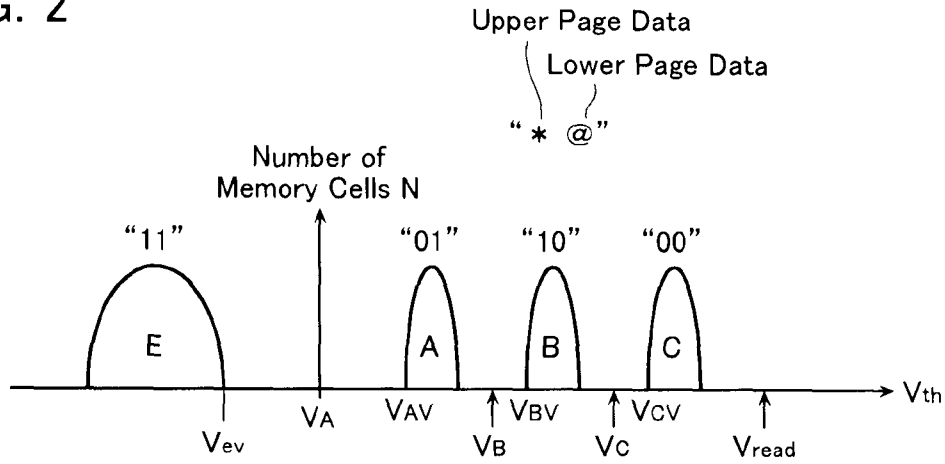 G. 2
Upper Page Data
Lower Page Data
“ * @”
Number of
Memory Cells N
“11” “01” “10” “00”
E A B C
Vth
VA VAV VBV VCV
Vev VB VC Vread